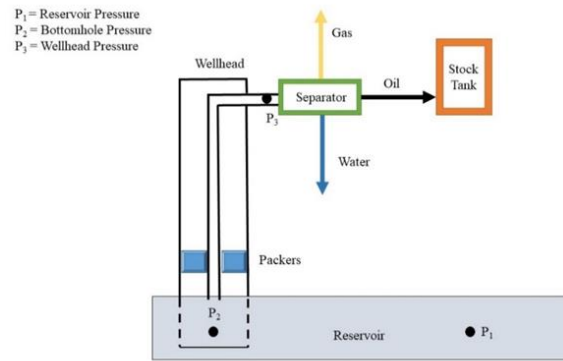 P₁ = Reservoir Pressure
P₂ = Bottomhole Pressure
P₃ = Wellhead Pressure
Gas
Wellhead
Separator
Oil
Stock
Tank
P₃
Water
Packers
P₂
Reservoir
P₁